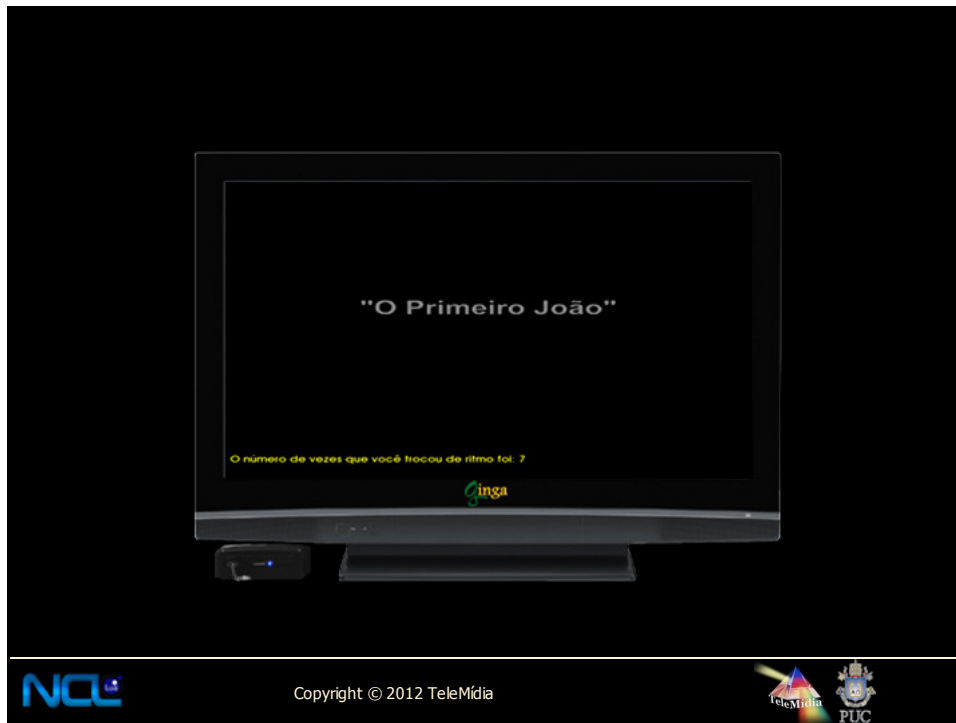 "O Primeiro João"
O número de vezes que você trocou de ritmo foi: 7
Ginga
NCL
Lua
Copyright © 2012 TeleMídia
TeleMídia
PUC